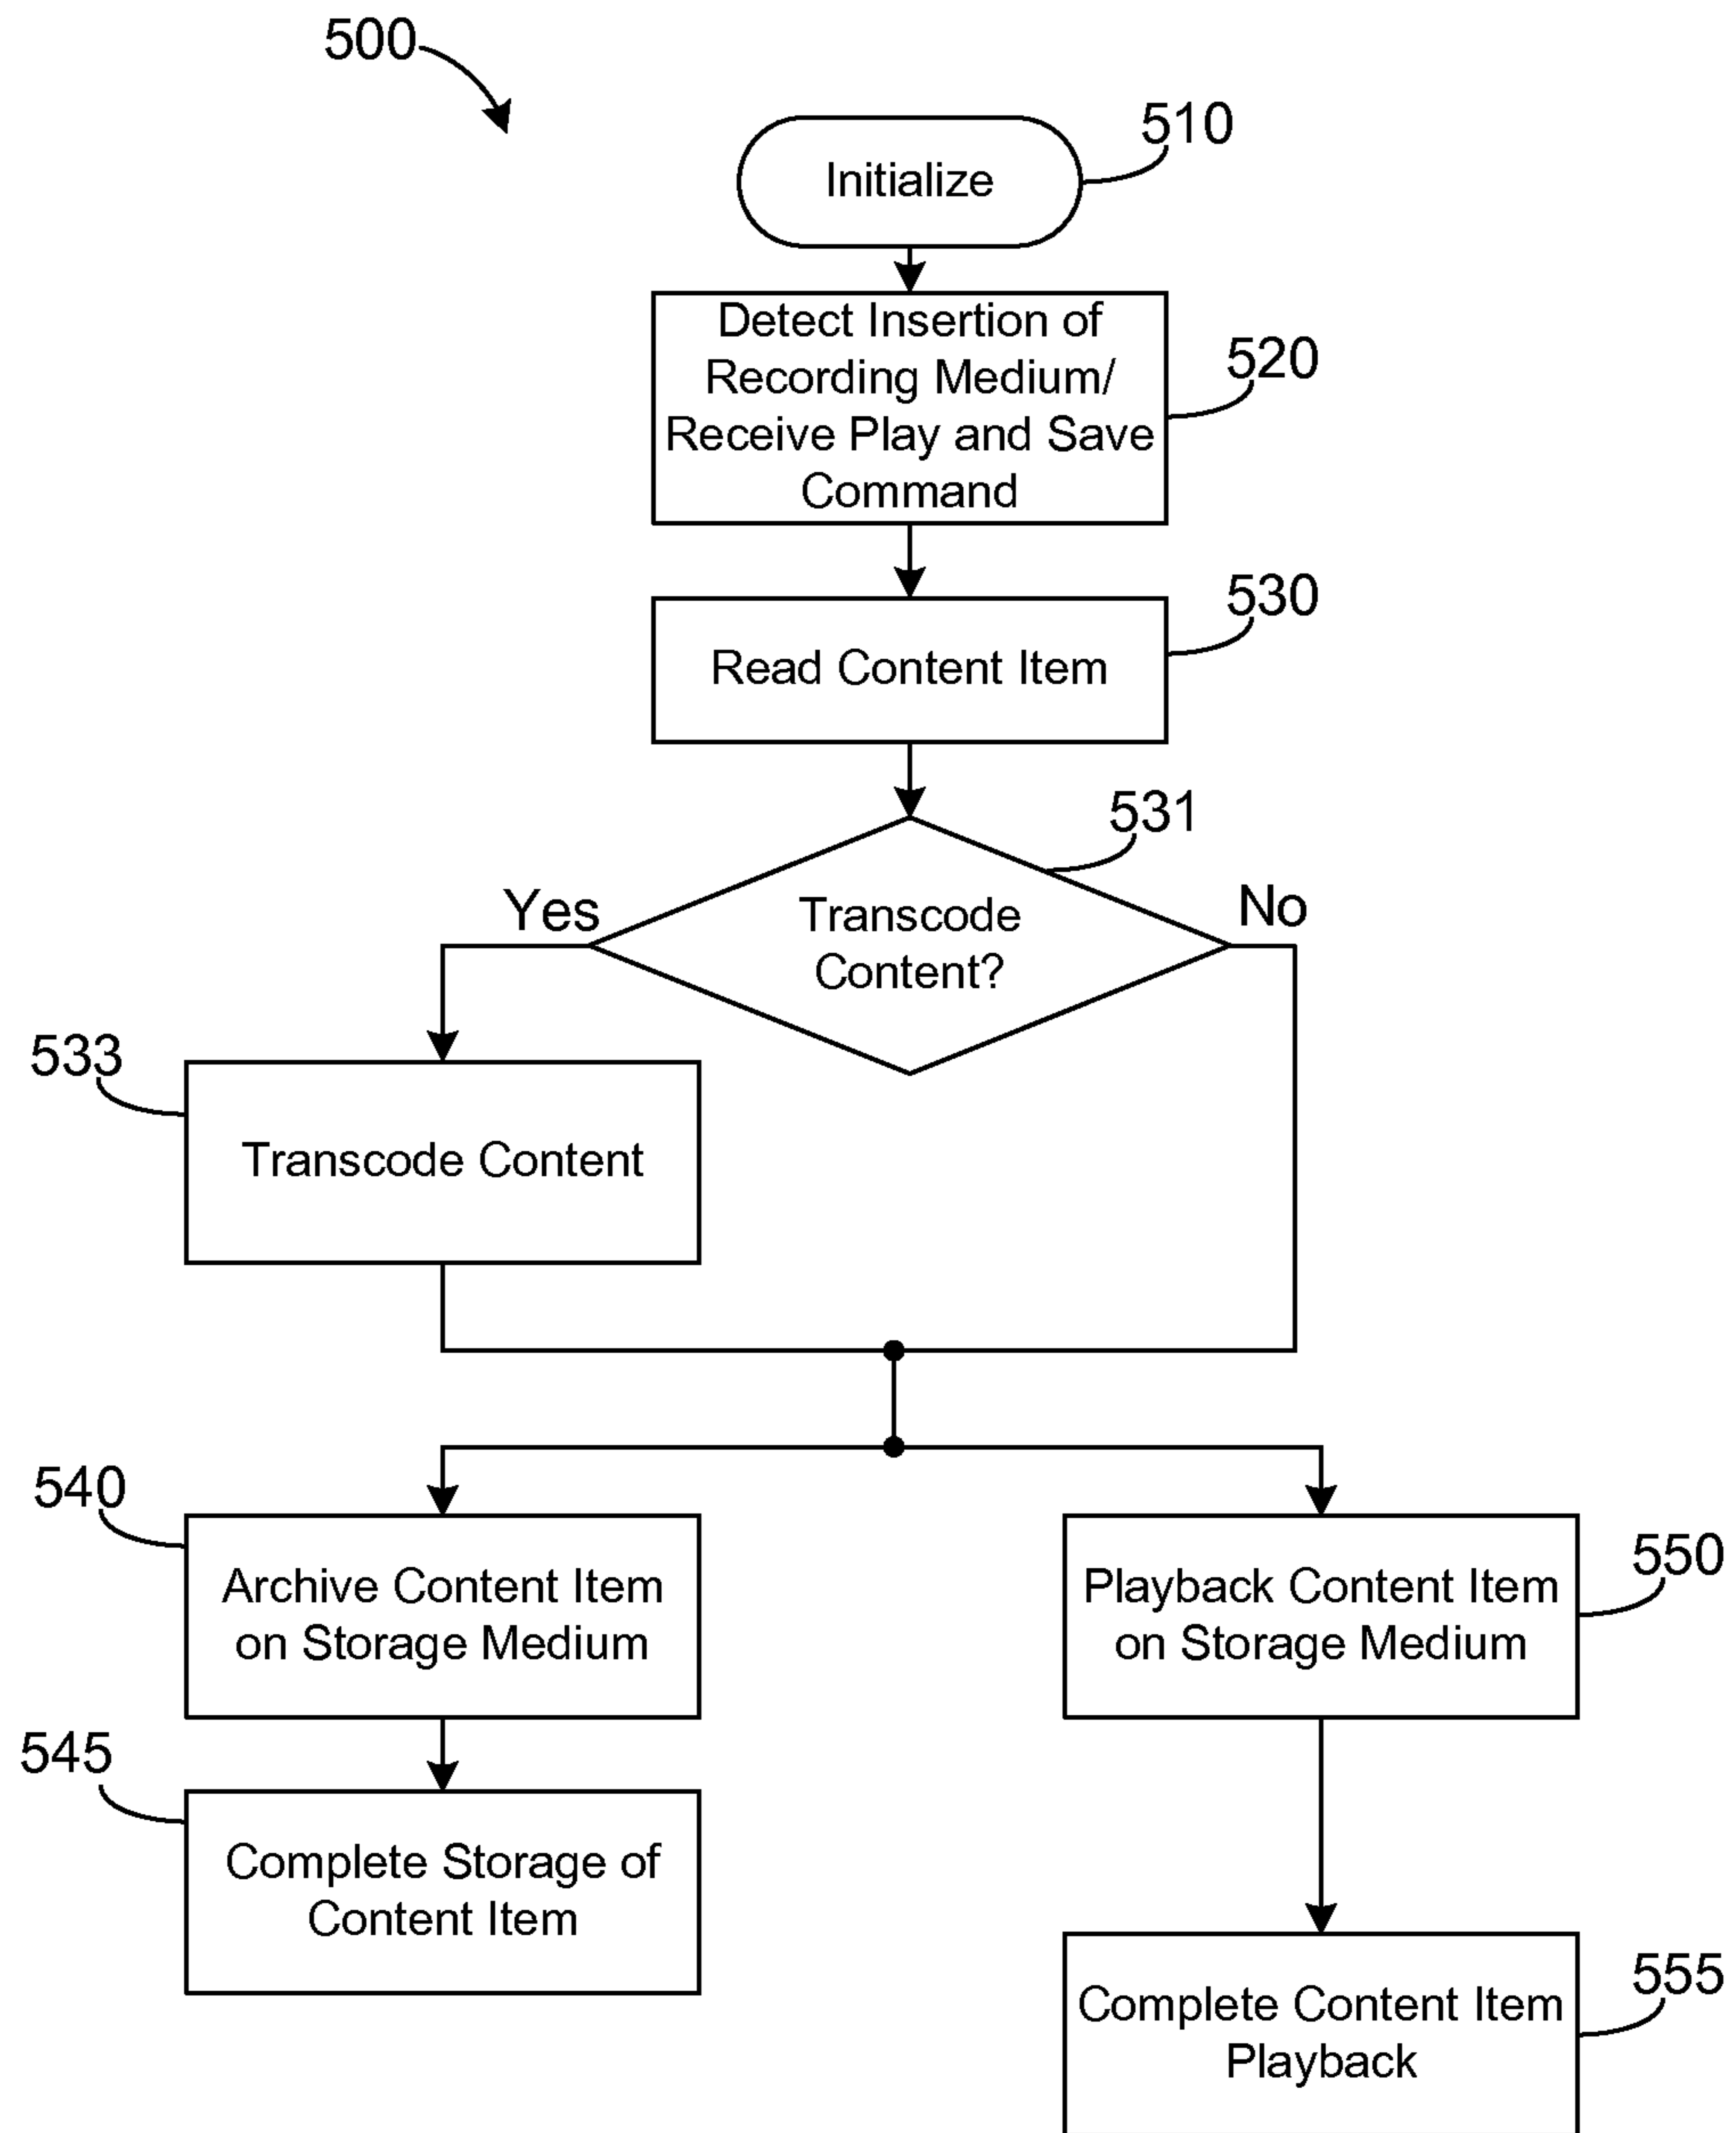 500
510
Initialize
Detect Insertion of
Recording Medium/
Receive Play and Save
Command
520
530
Read Content Item
531
Yes
Transcode
Content?
No
533
Transcode Content
540
Archive Content Item
on Storage Medium
Playback Content Item
on Storage Medium
550
545
Complete Storage of
Content Item
Complete Content Item
Playback
555